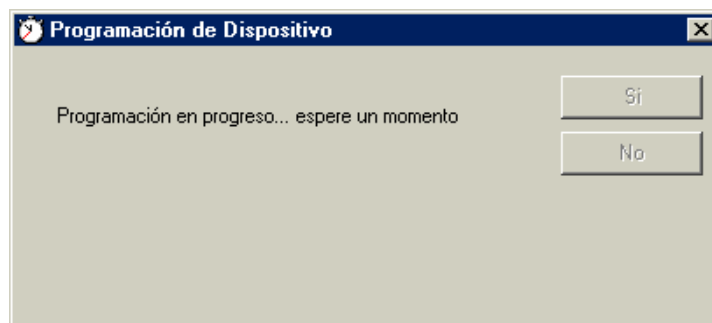 Programación de Dispositivo
Programación en progreso... espere un momento
Si
No